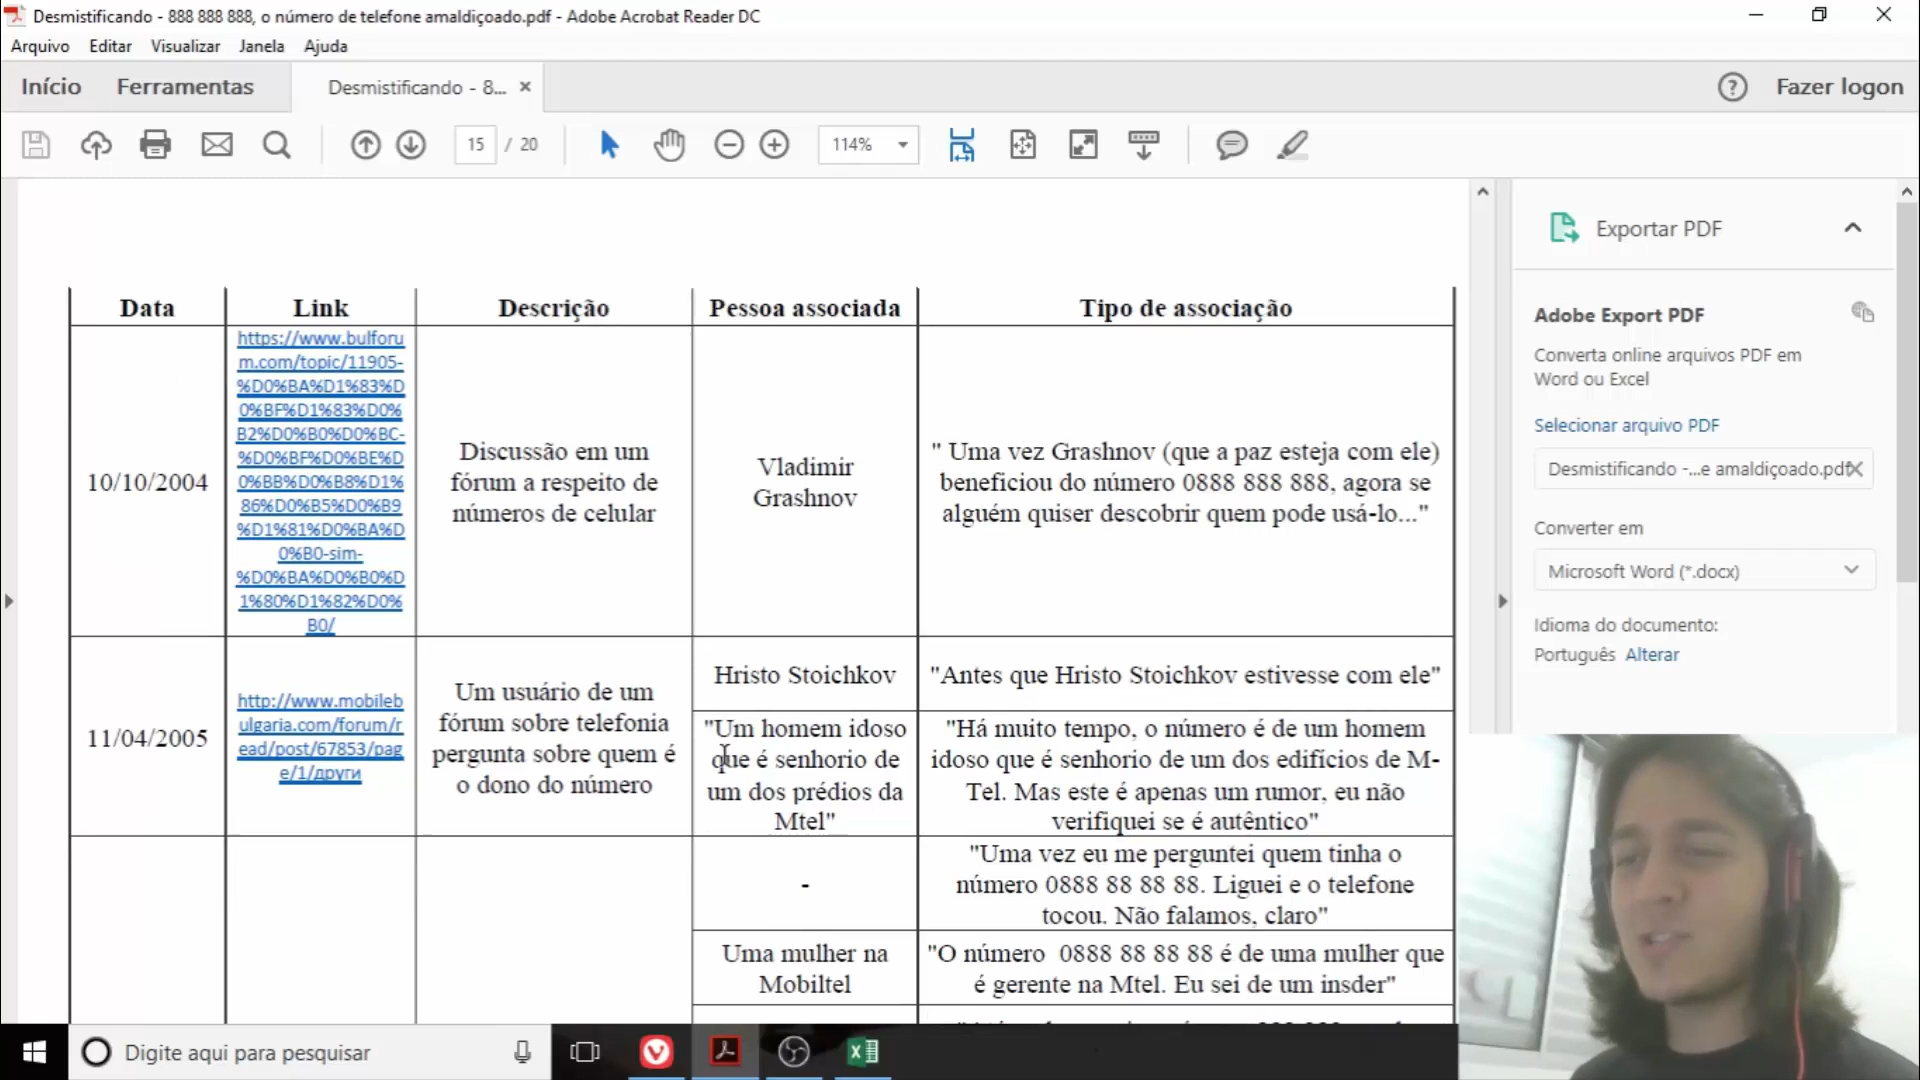 Desmistificando - 888 888 888, o número de telefone amaldiçoado.pdf - Adobe Acrobat Reader DC
Arquivo Editar Visualizar Janela Ajuda
Início Ferramentas Desmistificando - 8... Fazer logon
15 / 20 114%
Data Link Descrição Pessoa associada Tipo de associação
10/10/2004
https://www.bulforu
m.com/topic/11905-
%D0%BA%D1%83%D
0%BF%D1%83%D0%
B2%D0%B0%D0%BC-
%D0%BF%D0%BE%D
0%BB%D0%B8%D1%
86%D0%B5%D0%B9
%D1%81%D0%BA%D
0%B0-sim-
%D0%BA%D0%B0%D
1%80%D1%82%D0%
B0/
Discussão em um
fórum a respeito de
números de celular
Vladimir
Grashnov
" Uma vez Grashnov (que a paz esteja com ele)
beneficiou do número 0888 888 888, agora se
alguém quiser descobrir quem pode usá-lo..."
11/04/2005
http://www.mobileb
ulgaria.com/forum/r
ead/post/67853/pag
e/1/други
Um usuário de um
fórum sobre telefonia
pergunta sobre quem é
o dono do número
Hristo Stoichkov
"Antes que Hristo Stoichkov estivesse com ele"
"Um homem idoso
que é senhorio de
um dos prédios da
Mtel"
"Há muito tempo, o número é de um homem
idoso que é senhorio de um dos edifícios de M-
Tel. Mas este é apenas um rumor, eu não
verifiquei se é autêntico"
-
"Uma vez eu me perguntei quem tinha o
número 0888 88 88 88. Liguei e o telefone
tocou. Não falamos, claro"
Uma mulher na
Mobiltel
"O número 0888 88 88 88 é de uma mulher que
é gerente na Mtel. Eu sei de um insder"
Exportar PDF
Adobe Export PDF
Converta online arquivos PDF em
Word ou Excel
Selecionar arquivo PDF
Desmistificando -...e amaldiçoado.pdf
Converter em
Microsoft Word (*.docx)
Idioma do documento:
Português Alterar
Digite aqui para pesquisar